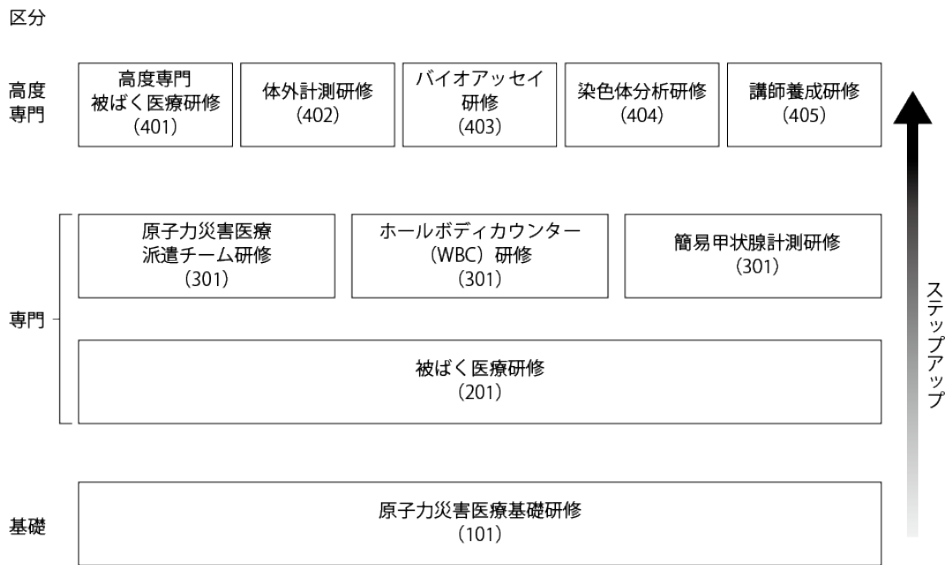 区分
高度
専門
高度専門
被ばく医療研修
（401）
体外計測研修
（402）
バイオアッセイ
研修
（403）
染色体分析研修
（404）
講師養成研修
（405）
専門
原子力災害医療
派遣チーム研修
（301）
ホールボディカウンター
（WBC）研修
（301）
簡易甲状腺計測研修
（301）
被ばく医療研修
（201）
基礎
原子力災害医療基礎研修
（101）
ステップアップ